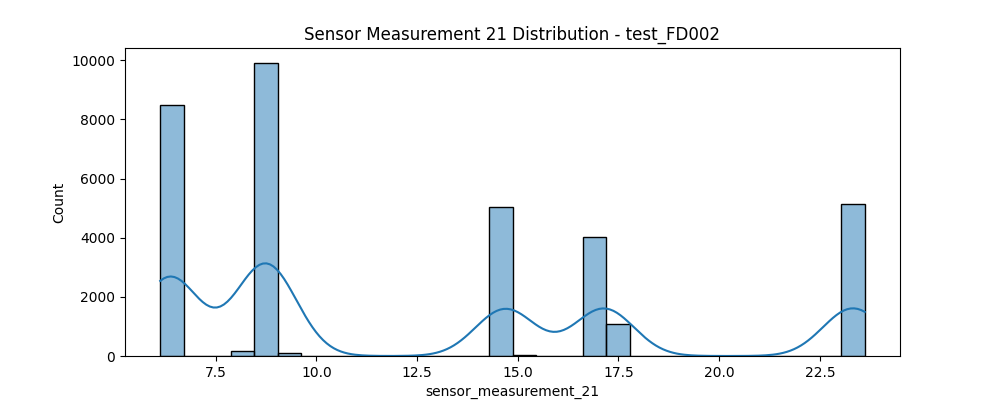 Sensor Measurement 21 Distribution - test_FD002
10000
8000
6000
4000
2000
0
Count
7.5 10.0 12.5 15.0 17.5 20.0 22.5
sensor_measurement_21